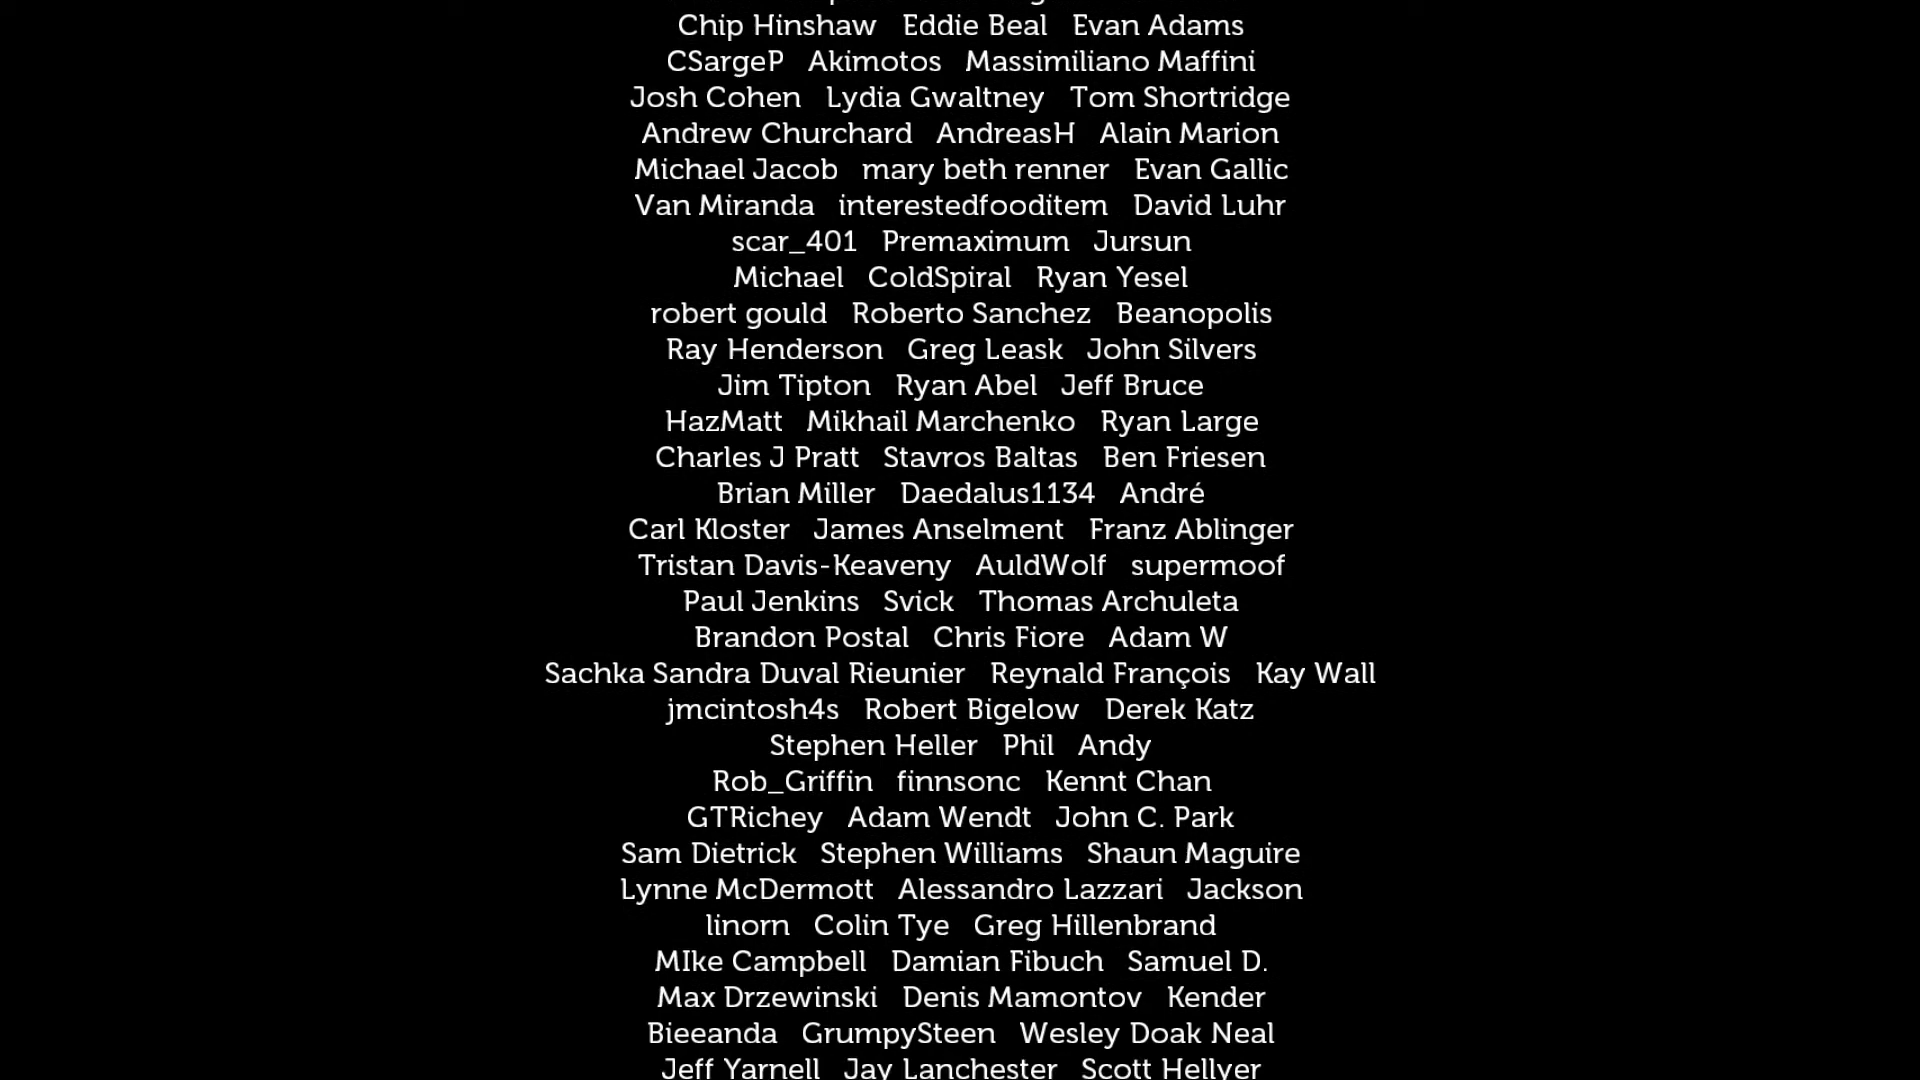 Chip Hinshaw Eddie Beal Evan Adams
CSargeP Akimotos Massimiliano Maffini
Josh Cohen Lydia Gwaltney Tom Shortridge
Andrew Churchard AndreasH Alain Marion
Michael Jacob mary beth renner Evan Gallic
Van Miranda interestedfooditem David Luhr
scar_401 Premaximum Jursun
Michael ColdSpiral Ryan Yesel
robert gould Roberto Sanchez Beanopolis
Ray Henderson Greg Leask John Silvers
Jim Tipton Ryan Abel Jeff Bruce
HazMatt Mikhail Marchenko Ryan Large
Charles J Pratt Stavros Baltas Ben Friesen
Brian Miller Daedalus1134 André
Carl Kloster James Anselment Franz Ablinger
Tristan Davis-Keaveny AuldWolf supermoof
Paul Jenkins Svick Thomas Archuleta
Brandon Postal Chris Fiore Adam W
Sachka Sandra Duval Rieunier Reynald François Kay Wall
jmcintosh4s Robert Bigelow Derek Katz
Stephen Heller Phil Andy
Rob_Griffin finnsonc Kennt Chan
GTRichey Adam Wendt John C. Park
Sam Dietrick Stephen Williams Shaun Maguire
Lynne McDermott Alessandro Lazzari Jackson
linorn Colin Tye Greg Hillenbrand
MIke Campbell Damian Fibuch Samuel D.
Max Drzewinski Denis Mamontov Kender
Bieeanda GrumpySteen Wesley Doak Neal
Jeff Yarnell Jay Lanchester Scott Hellyer